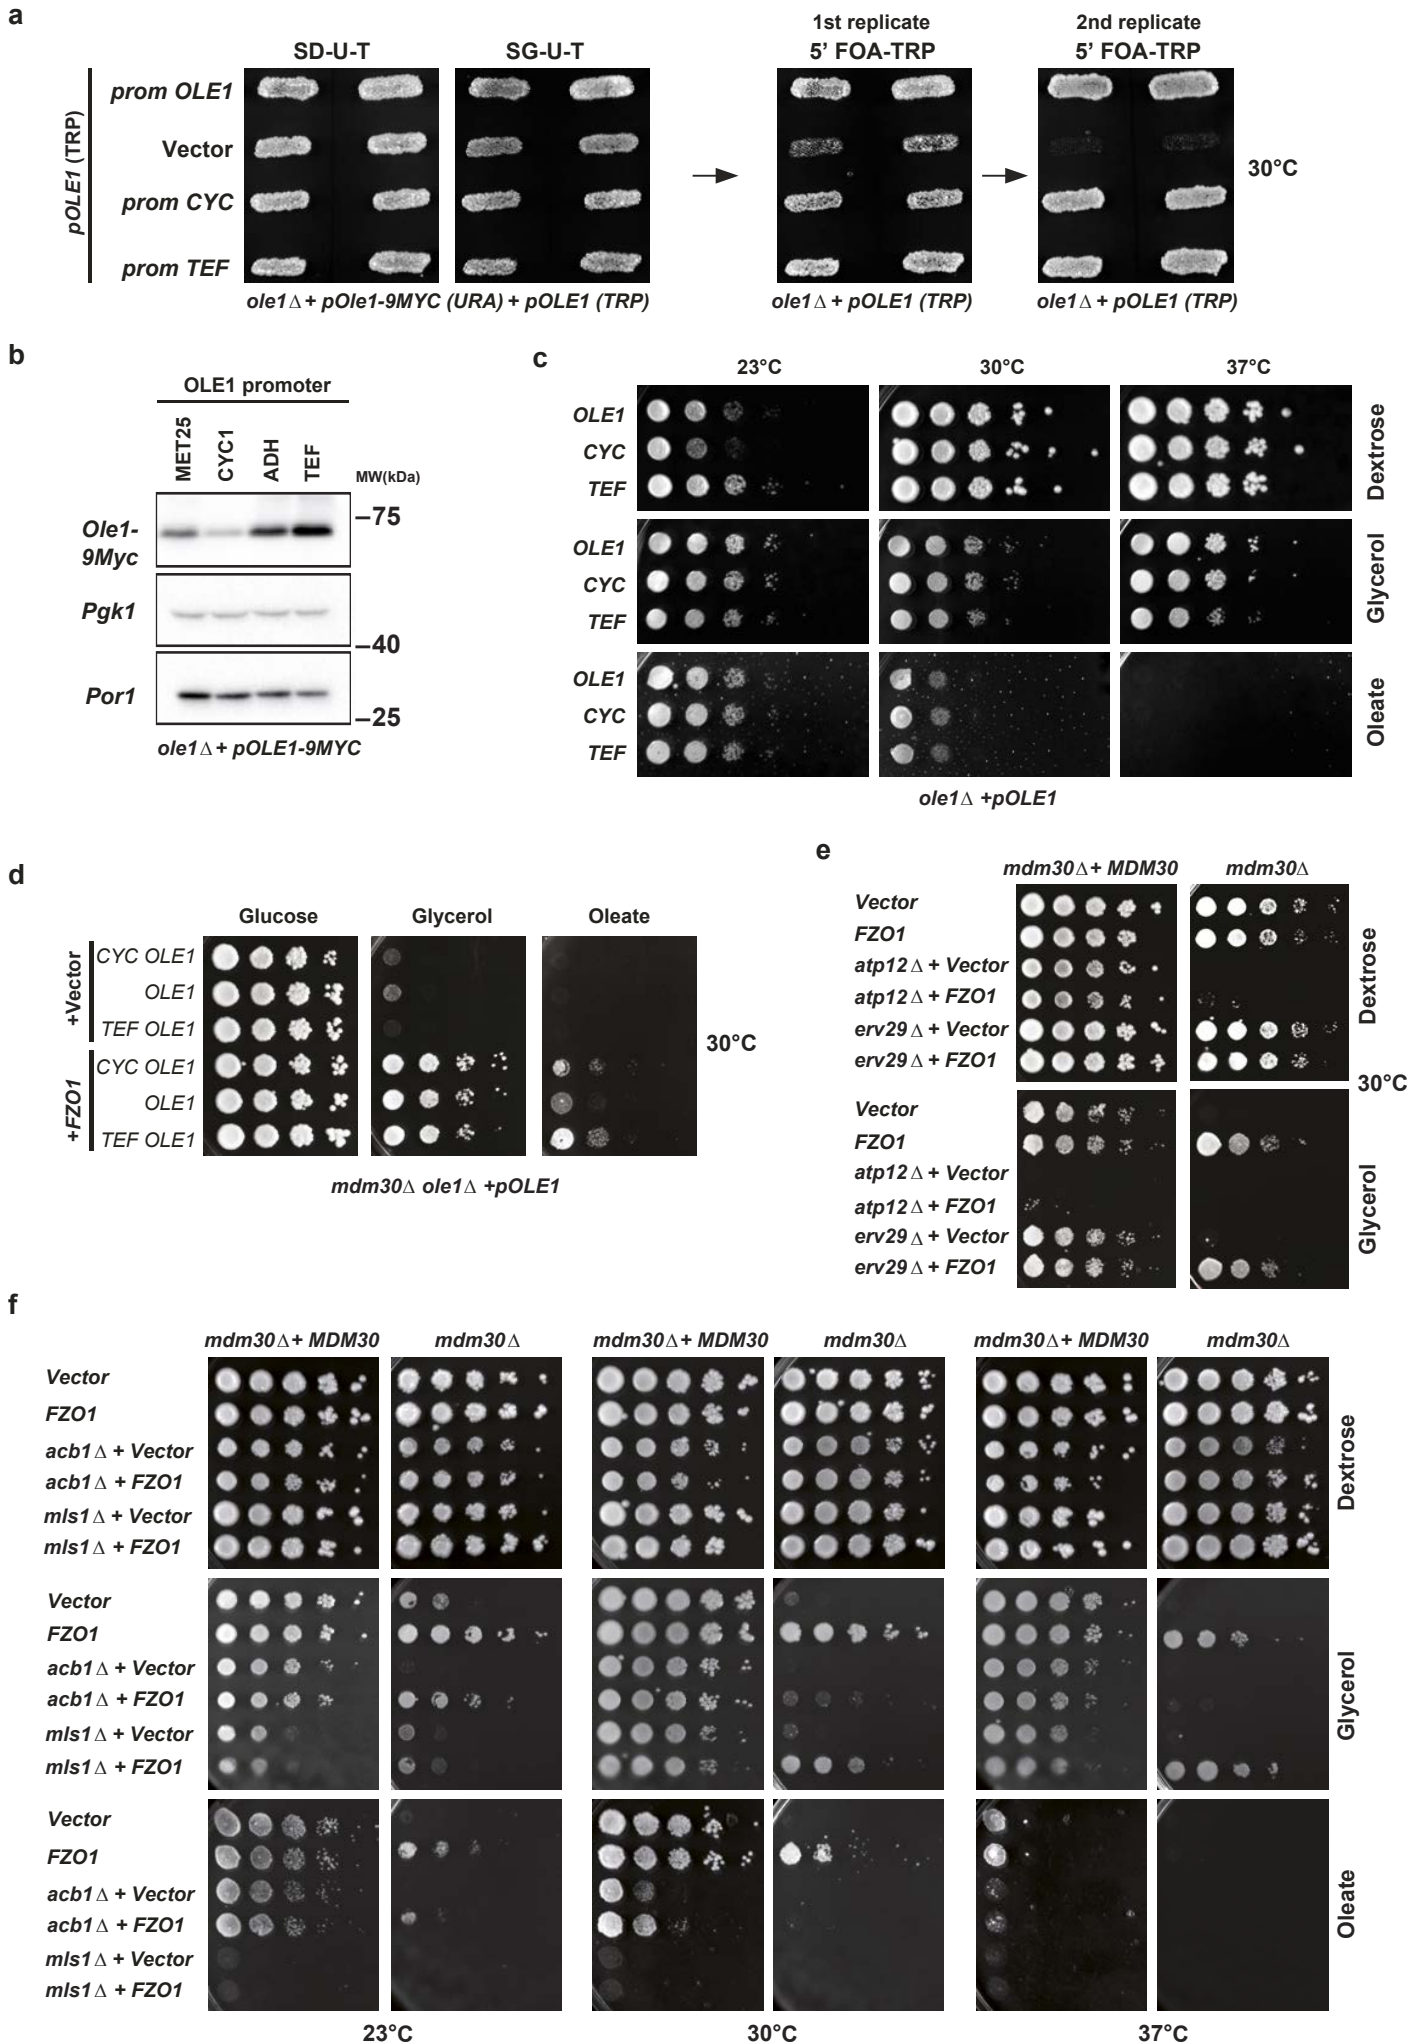 a
1st replicate
2nd replicate
SD-U-T
SG-U-T
5' FOA-TRP
5' FOA-TRP
pOLE1 (TRP)
prom OLE1
Vector
prom CYC
prom TEF
30°C
ole1Δ + pOle1-9MYC (URA) + pOLE1 (TRP)
ole1Δ + pOLE1 (TRP)
ole1Δ + pOLE1 (TRP)
b
OLE1 promoter
MET25
CYC1
ADH
TEF
MW(kDa)
Ole1-
9Myc
–75
Pgk1
–40
Por1
–25
ole1Δ + pOLE1-9MYC
c
23°C
30°C
37°C
OLE1
CYC
TEF
Dextrose
OLE1
CYC
TEF
Glycerol
OLE1
CYC
TEF
Oleate
ole1Δ +pOLE1
d
Glucose
Glycerol
Oleate
+Vector
CYC OLE1
OLE1
TEF OLE1
+FZO1
CYC OLE1
OLE1
TEF OLE1
30°C
mdm30Δ ole1Δ +pOLE1
e
mdm30Δ + MDM30
mdm30Δ
Vector
FZO1
atp12Δ + Vector
atp12Δ + FZO1
erv29Δ + Vector
erv29Δ + FZO1
Dextrose
30°C
Vector
FZO1
atp12Δ + Vector
atp12Δ + FZO1
erv29Δ + Vector
erv29Δ + FZO1
Glycerol
f
mdm30Δ + MDM30
mdm30Δ
mdm30Δ + MDM30
mdm30Δ
mdm30Δ + MDM30
mdm30Δ
Vector
FZO1
acb1Δ + Vector
acb1Δ + FZO1
mls1Δ + Vector
mls1Δ + FZO1
Dextrose
Vector
FZO1
acb1Δ + Vector
acb1Δ + FZO1
mls1Δ + Vector
mls1Δ + FZO1
Glycerol
Vector
FZO1
acb1Δ + Vector
acb1Δ + FZO1
mls1Δ + Vector
mls1Δ + FZO1
Oleate
23°C
30°C
37°C